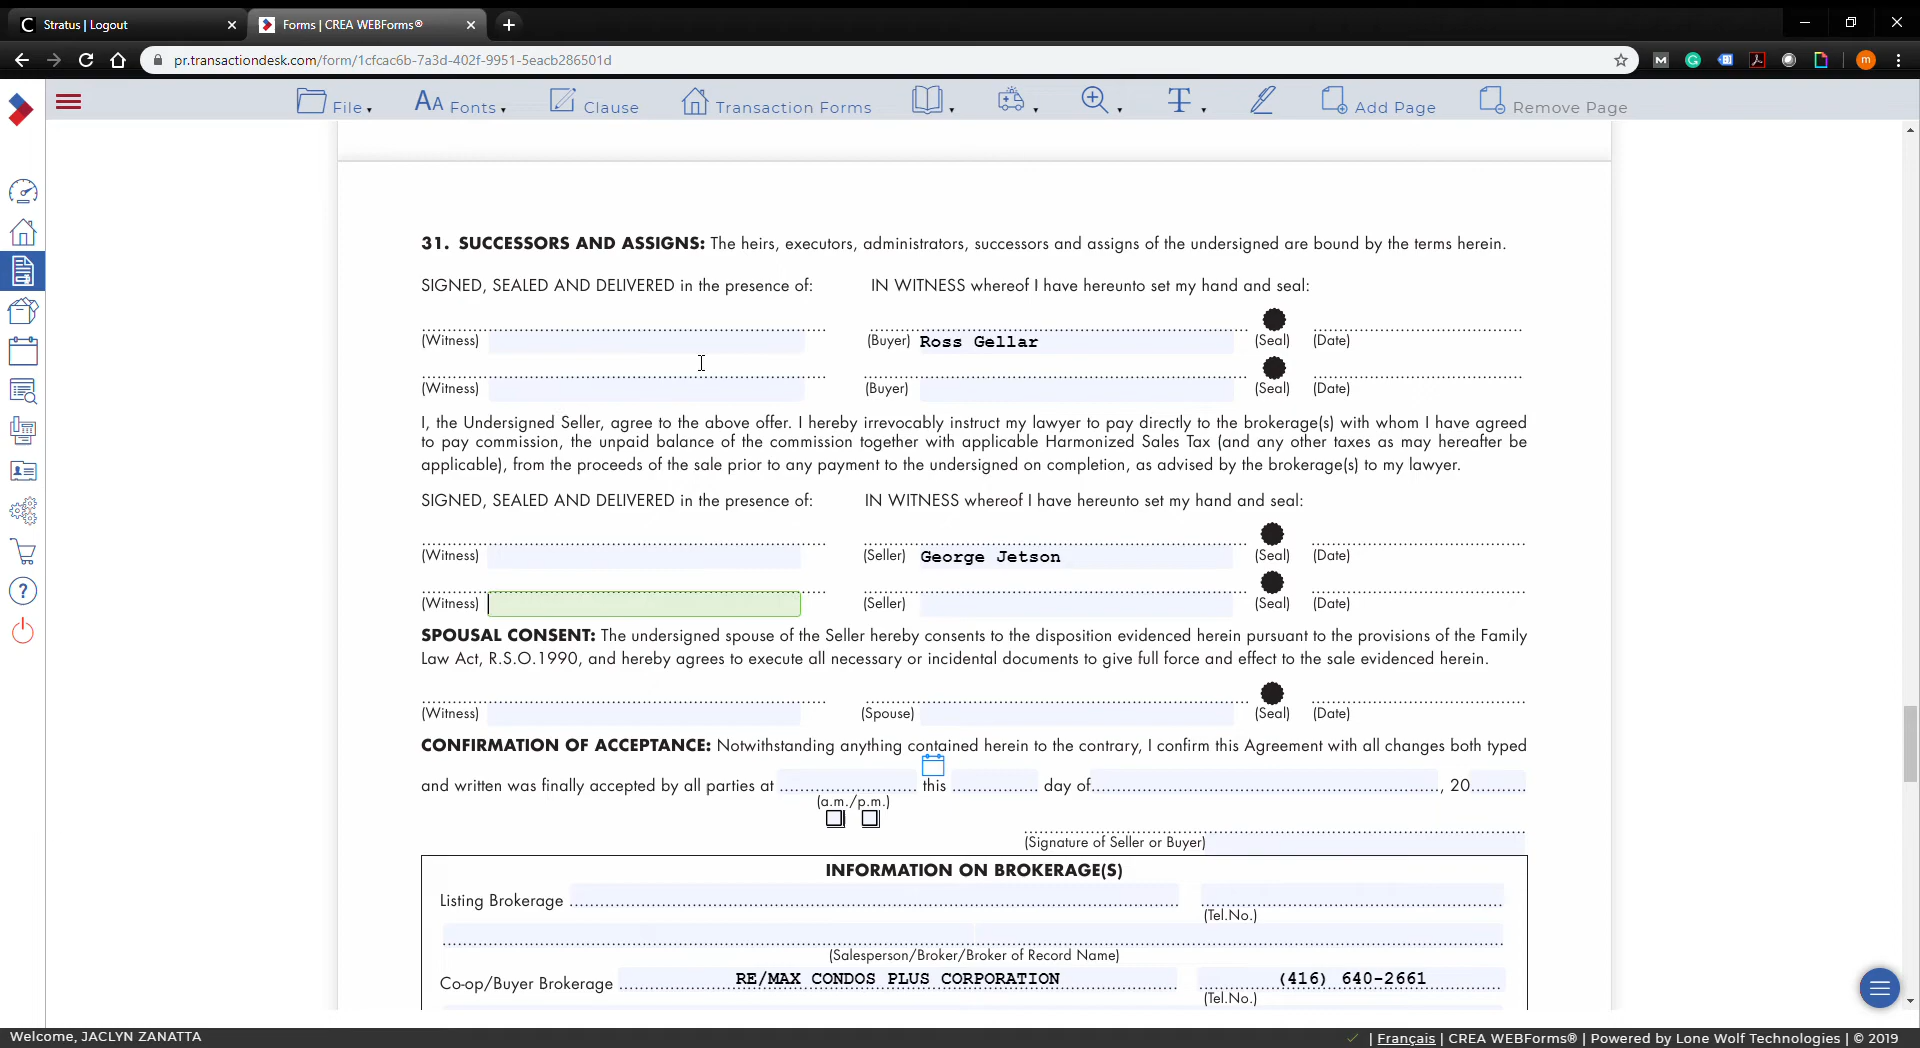 Stratus | Logout
Forms | CREA WEBForms®
pr.transactiondesk.com/form/1cfcac6b-7a3d-402f-9951-5eacb286501d
File
Fonts
Clause
Transaction Forms
Add Page
Remove Page
31. SUCCESSORS AND ASSIGNS: The heirs, executors, administrators, successors and assigns of the undersigned are bound by the terms herein.
SIGNED, SEALED AND DELIVERED in the presence of: IN WITNESS whereof I have hereunto set my hand and seal:
(Witness) (Buyer) Ross Gellar (Seal) (Date)
(Witness) (Buyer) (Seal) (Date)
I, the Undersigned Seller, agree to the above offer. I hereby irrevocably instruct my lawyer to pay directly to the brokerage(s) with whom I have agreed
to pay commission, the unpaid balance of the commission together with applicable Harmonized Sales Tax (and any other taxes as may hereafter be
applicable), from the proceeds of the sale prior to any payment to the undersigned on completion, as advised by the brokerage(s) to my lawyer.
SIGNED, SEALED AND DELIVERED in the presence of: IN WITNESS whereof I have hereunto set my hand and seal:
(Witness) (Seller) George Jetson (Seal) (Date)
(Witness) (Seller) (Seal) (Date)
SPOUSAL CONSENT: The undersigned spouse of the Seller hereby consents to the disposition evidenced herein pursuant to the provisions of the Family
Law Act, R.S.O.1990, and hereby agrees to execute all necessary or incidental documents to give full force and effect to the sale evidenced herein.
(Witness) (Spouse) (Seal) (Date)
CONFIRMATION OF ACCEPTANCE: Notwithstanding anything contained herein to the contrary, I confirm this Agreement with all changes both typed
and written was finally accepted by all parties at this day of , 20
(a.m./p.m.)
(Signature of Seller or Buyer)
INFORMATION ON BROKERAGE(S)
Listing Brokerage
(Tel.No.)
(Salesperson/Broker/Broker of Record Name)
Co-op/Buyer Brokerage RE/MAX CONDOS PLUS CORPORATION (416) 640-2661
(Tel.No.)
Welcome, JACLYN ZANATTA | Français | CREA WEBForms® | Powered by Lone Wolf Technologies | © 2019